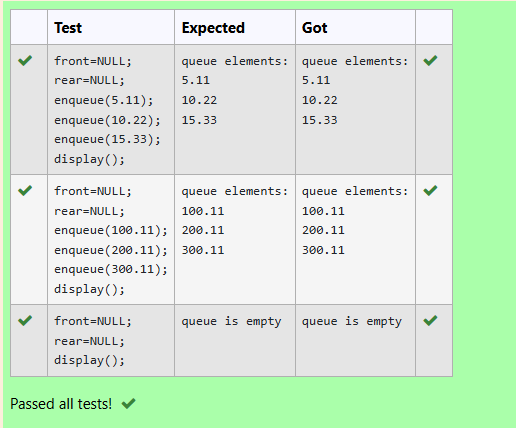 Test Expected Got
front=NULL; queue elements: queue elements:
rear=NULL; 5.11 5.11
enqueue(5.11); 10.22 10.22
enqueue(10.22); 15.33 15.33
enqueue(15.33);
display();
front=NULL; queue elements: queue elements:
rear=NULL; 100.11 100.11
enqueue(100.11); 200.11 200.11
enqueue(200.11); 300.11 300.11
enqueue(300.11);
display();
front=NULL; queue is empty queue is empty
rear=NULL;
display();
Passed all tests!